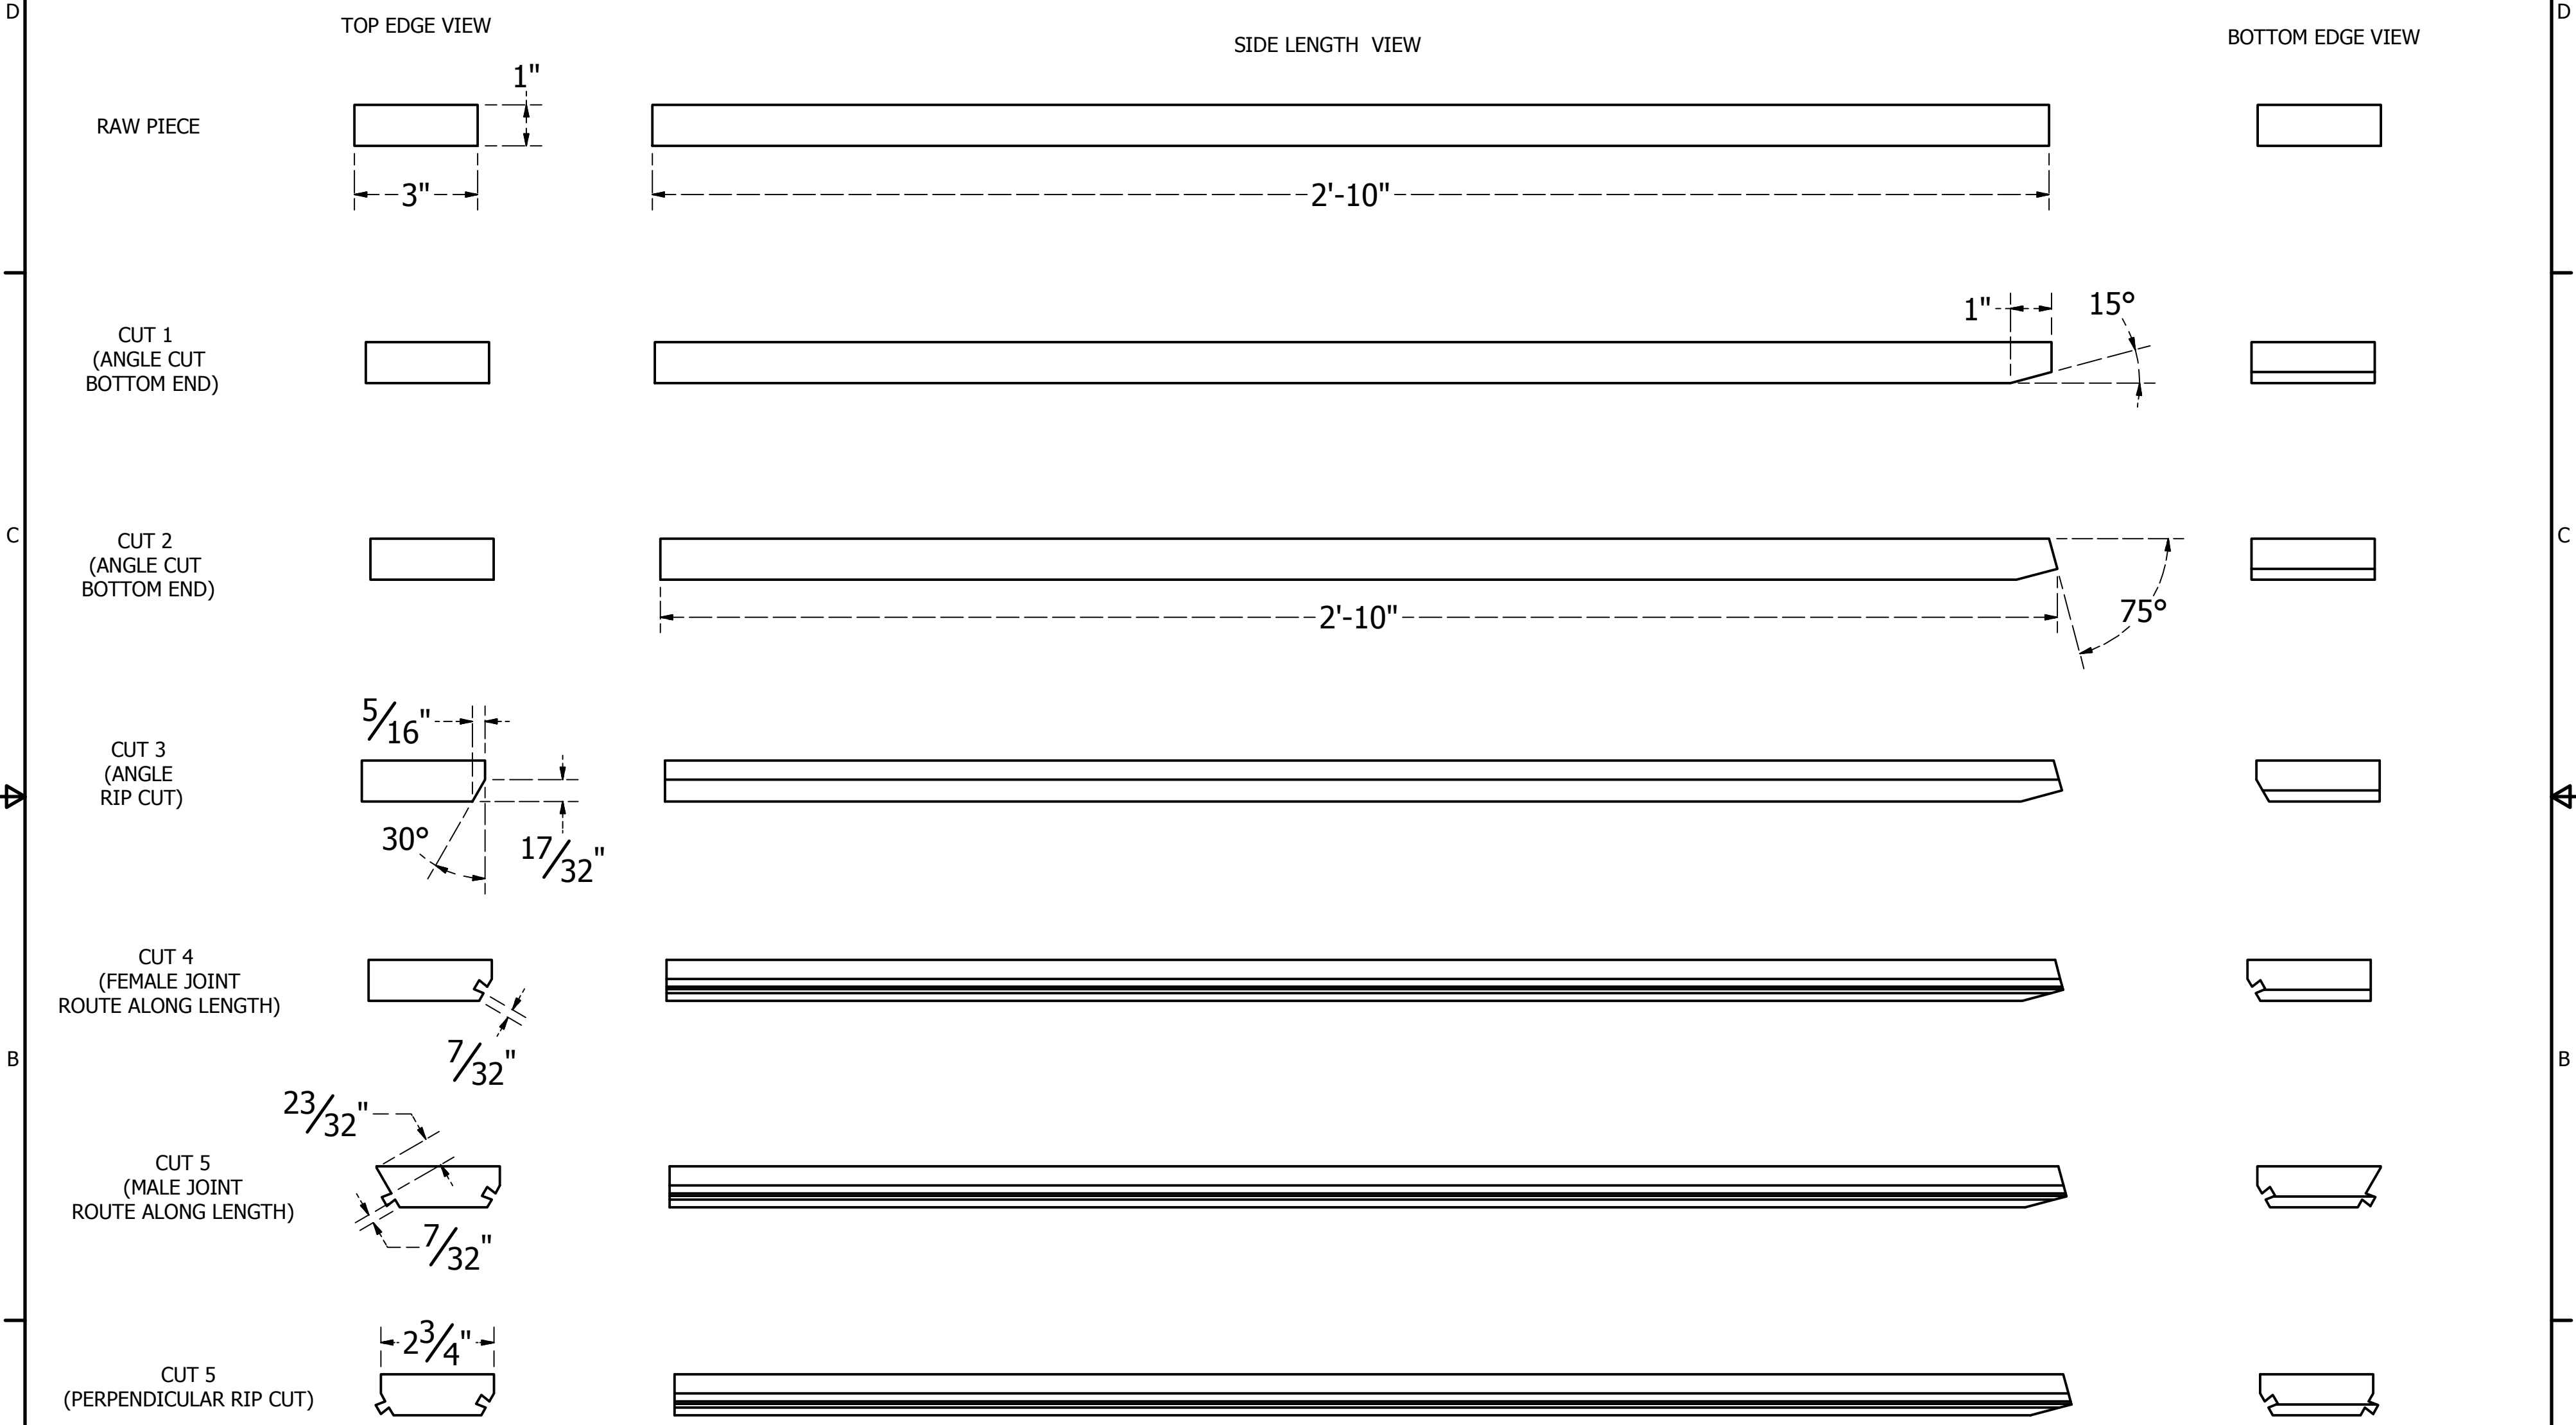 D
D
TOP EDGE VIEW
SIDE LENGTH VIEW
BOTTOM EDGE VIEW
RAW PIECE
1"
3"
2'-10"
CUT 1
(ANGLE CUT
BOTTOM END)
1"
15°
C
C
CUT 2
(ANGLE CUT
BOTTOM END)
2'-10"
75°
CUT 3
(ANGLE
RIP CUT)
5/16"
30°
17/32"
CUT 4
(FEMALE JOINT
ROUTE ALONG LENGTH)
7/32"
B
B
23/32"
CUT 5
(MALE JOINT
ROUTE ALONG LENGTH)
7/32"
2 3/4"
CUT 5
(PERPENDICULAR RIP CUT)